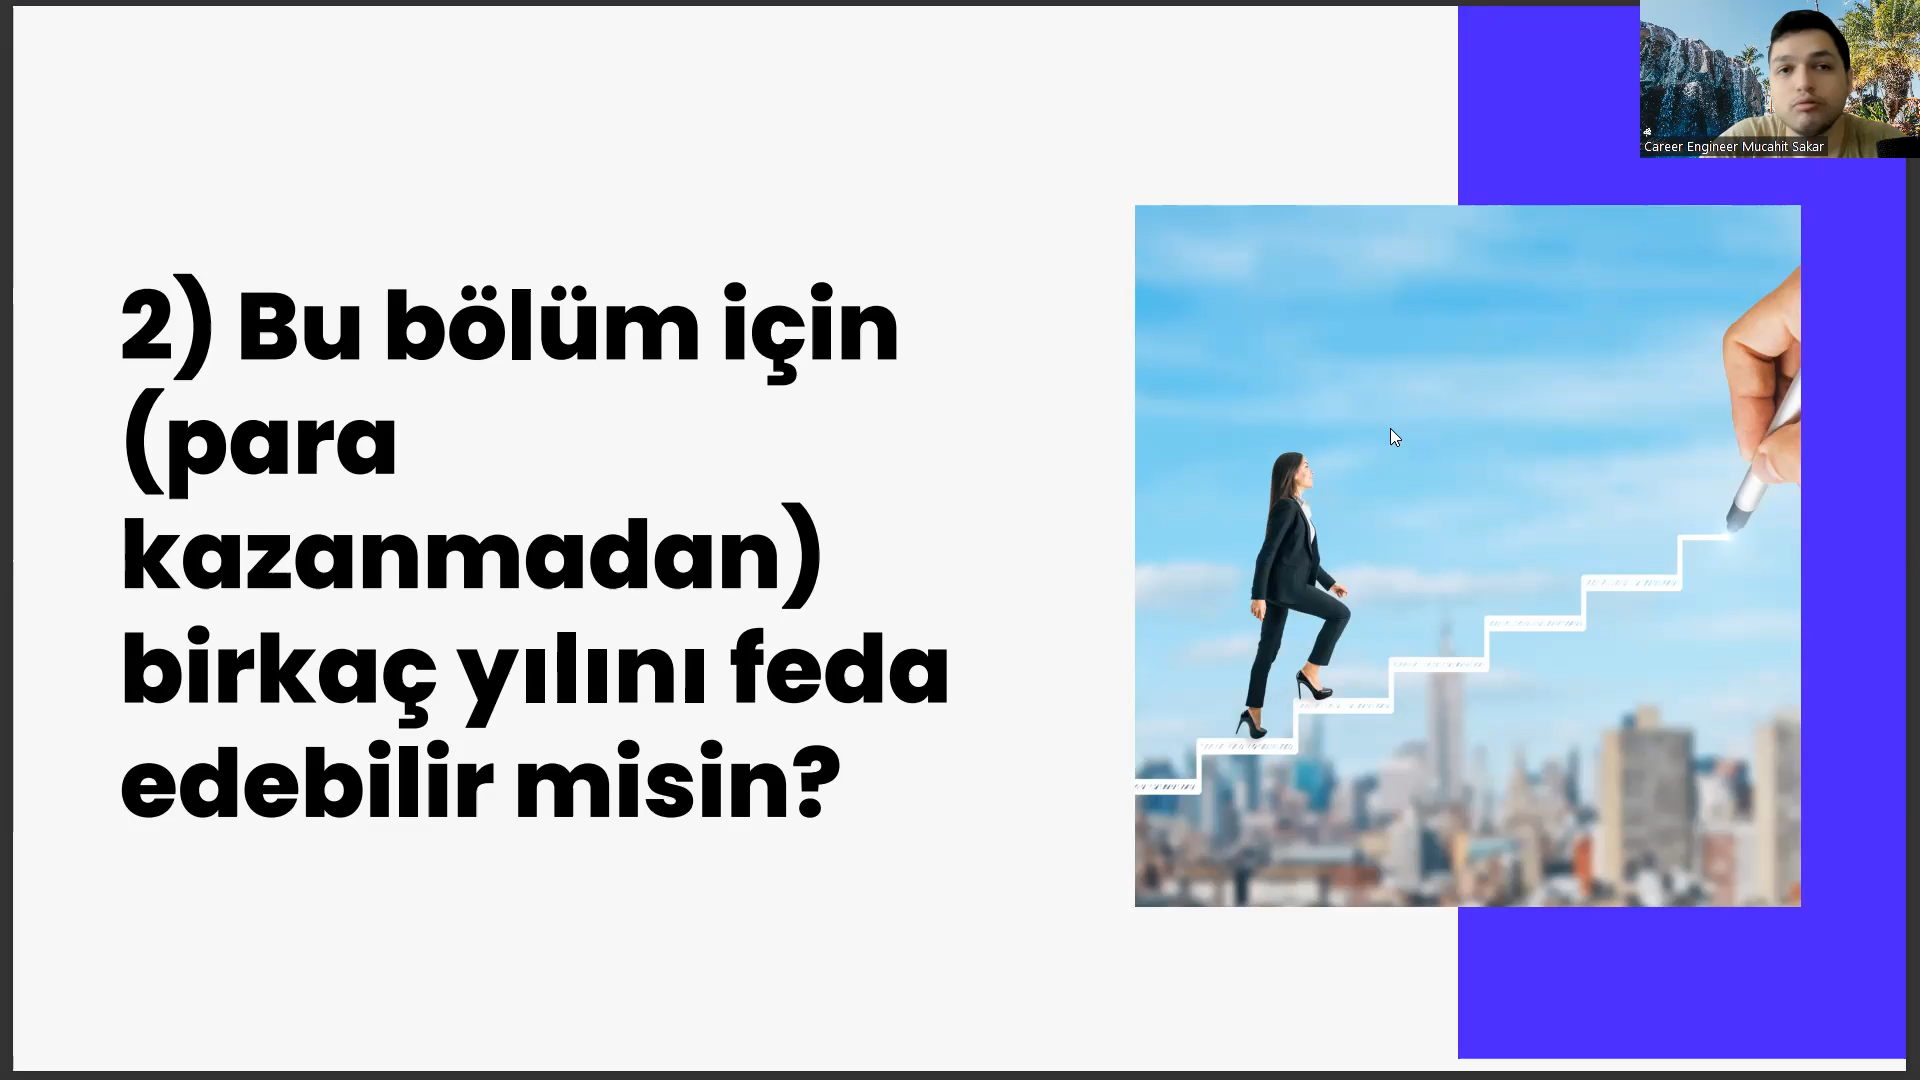 Career Engineer Mucahit Sakar
2) Bu bölüm için
(para
kazanmadan)
birkaç yılını feda
edebilir misin?